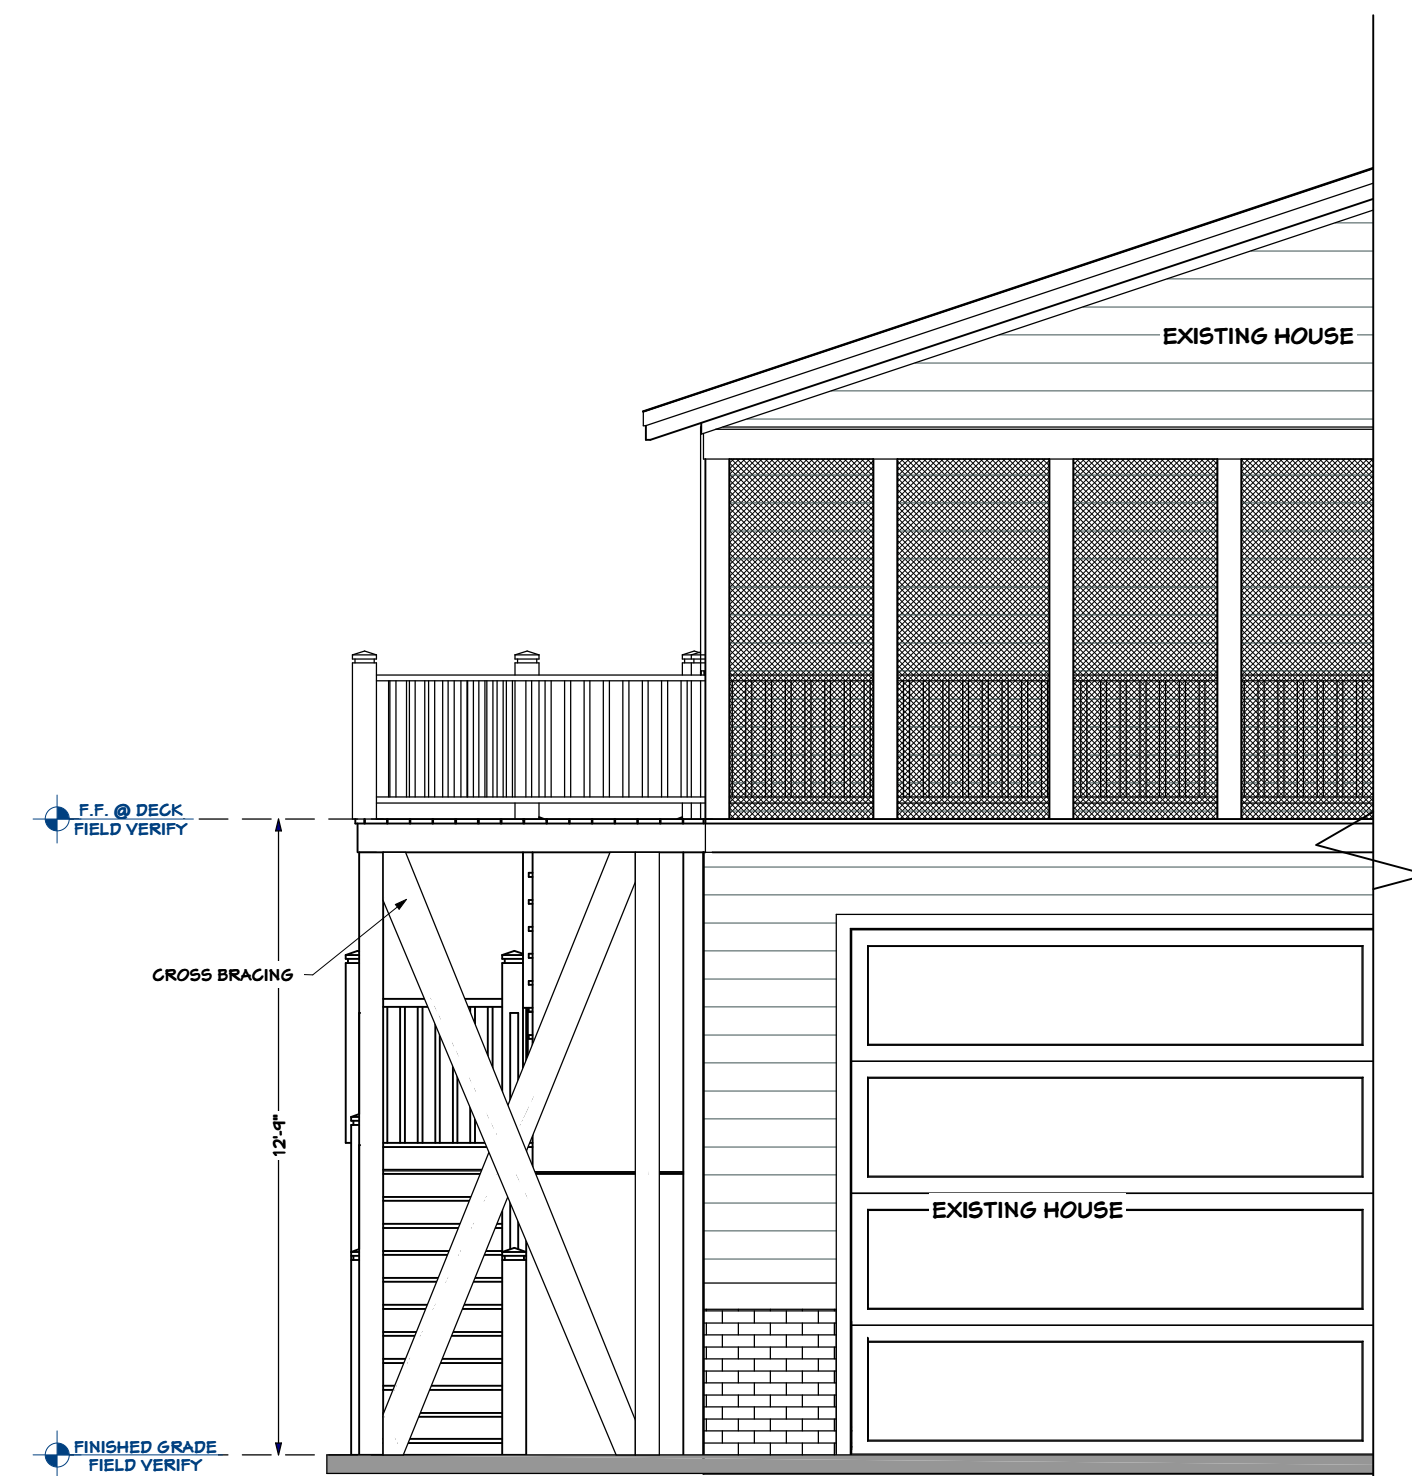 EXISTING HOUSE
F.F. @ DECK
FIELD VERIFY
CROSS BRACING
12'-9"
EXISTING HOUSE
FINISHED GRADE
FIELD VERIFY